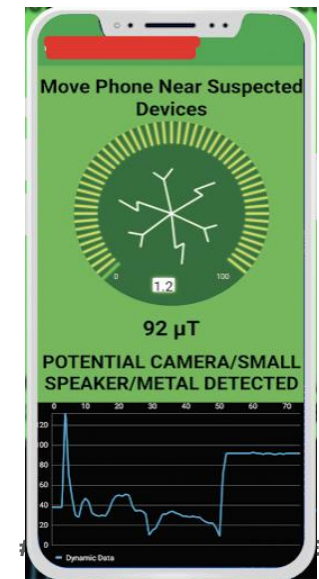 Move Phone Near Suspected
Devices
0 100
1.2
92 µT
POTENTIAL CAMERA/SMALL
SPEAKER/METAL DETECTED
0 10 20 30 40 50 60 70
120
100
80
60
40
20
0
Dynamic Data